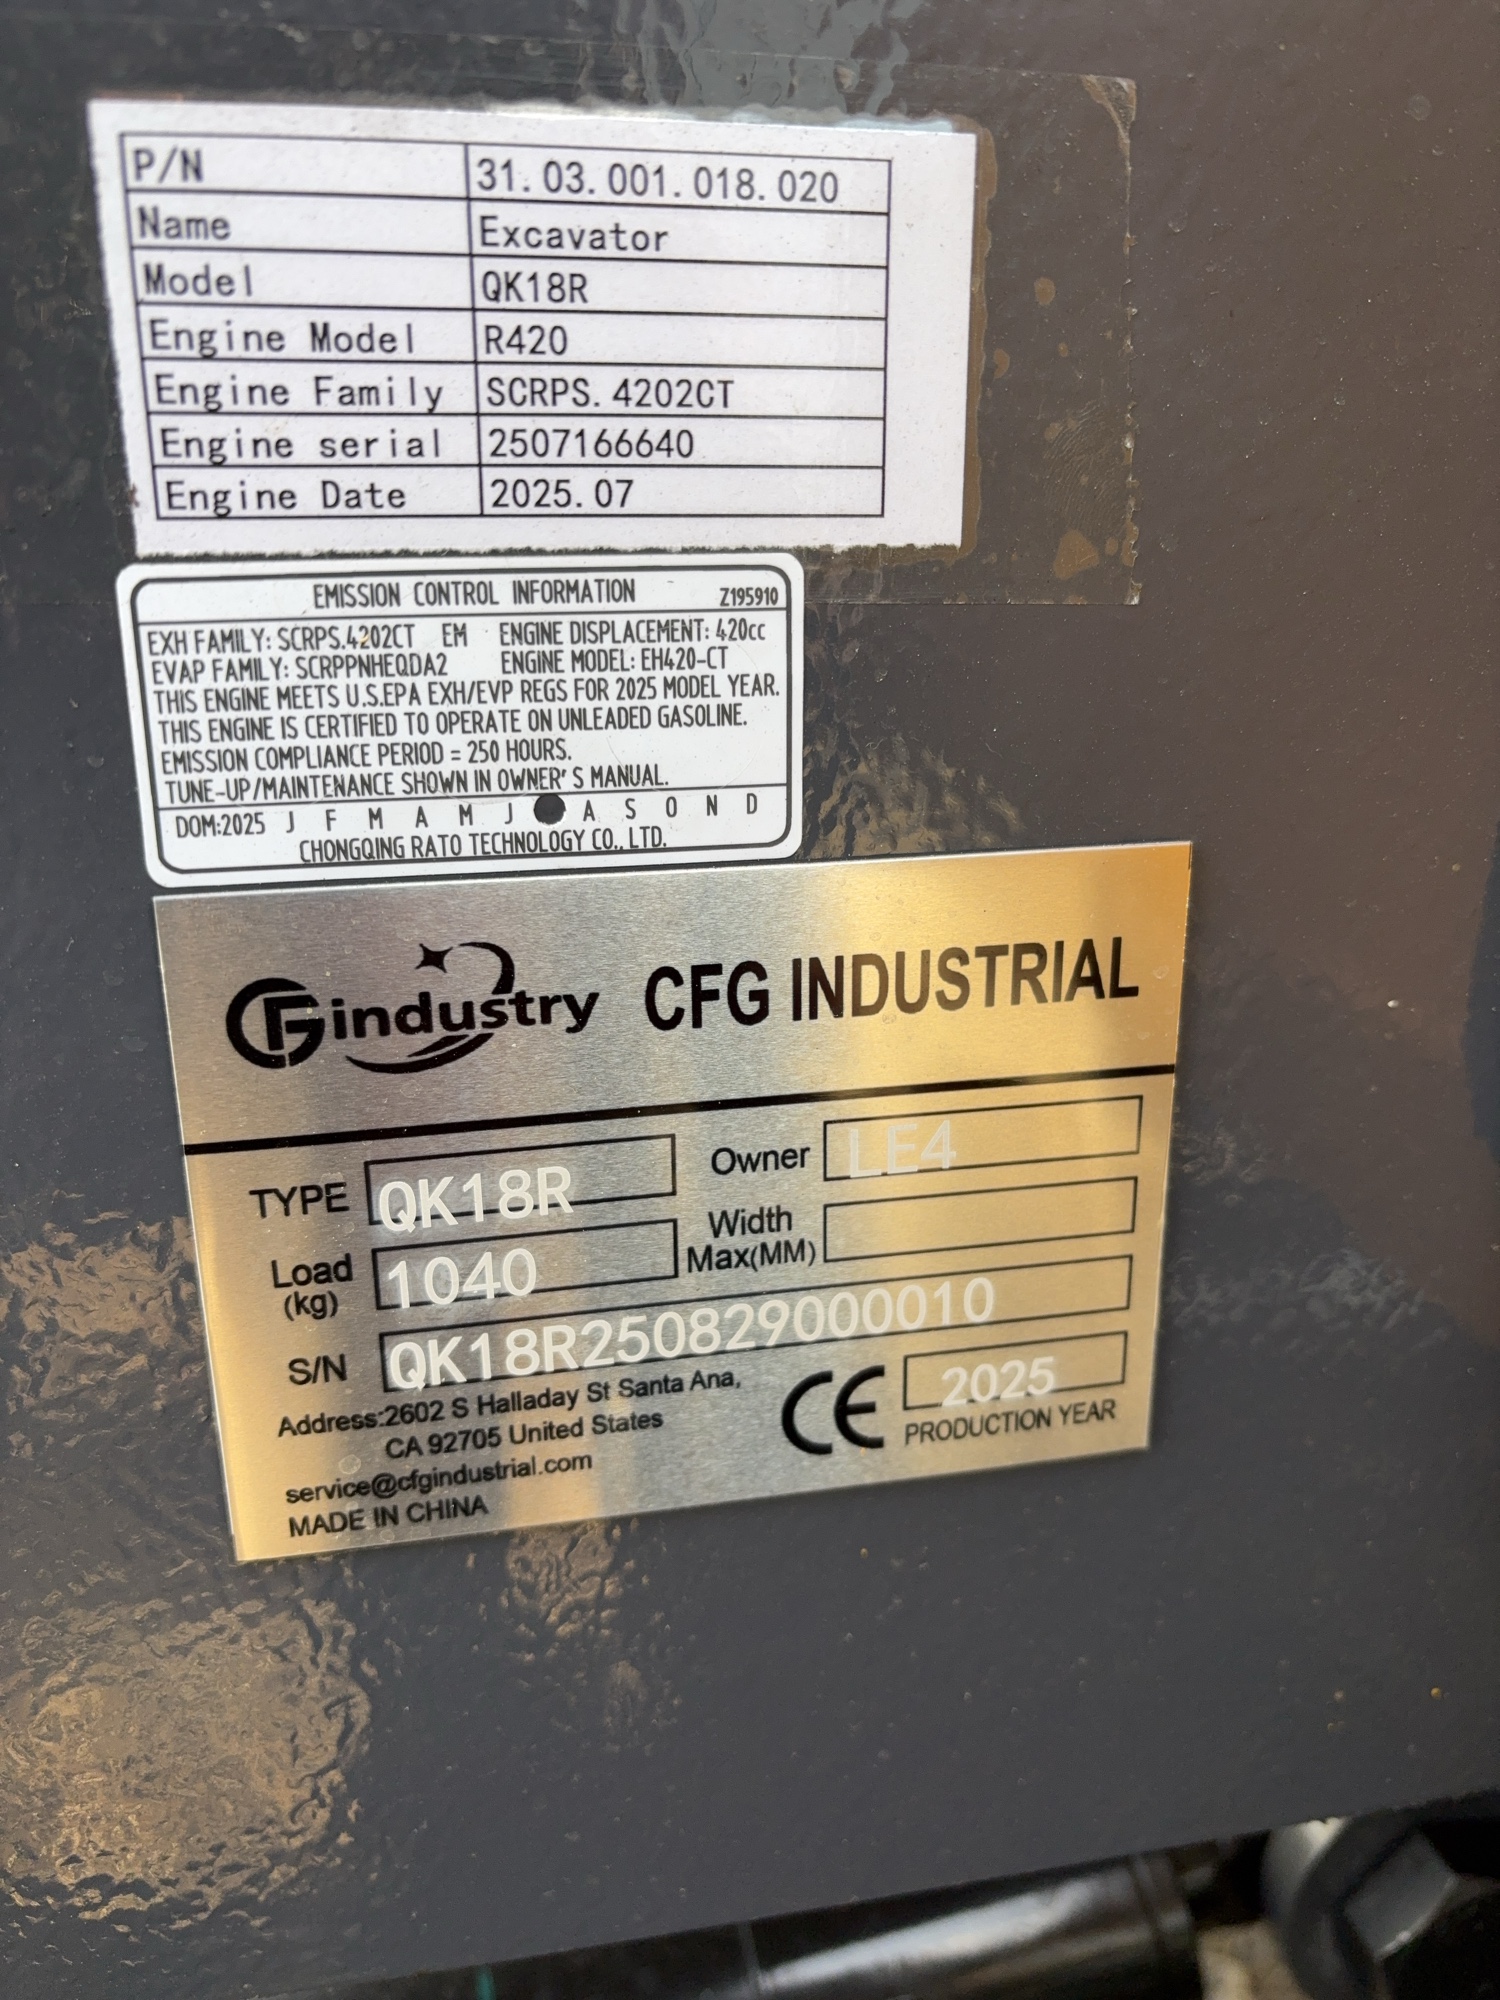 P/N 31.03.001.018.020
Name Excavator
Model QK18R
Engine Model R420
Engine Family SCRPS.4202CT
Engine serial 2507166640
Engine Date 2025.07
EMISSION CONTROL INFORMATION Z195910
EXH FAMILY: SCRPS.4202CT EM ENGINE DISPLACEMENT: 420cc
EVAP FAMILY: SCRPPNHEQDA2 ENGINE MODEL: EH420-CT
THIS ENGINE MEETS U.S.EPA EXH/EVP REGS FOR 2025 MODEL YEAR.
THIS ENGINE IS CERTIFIED TO OPERATE ON UNLEADED GASOLINE.
EMISSION COMPLIANCE PERIOD = 250 HOURS.
TUNE-UP/MAINTENANCE SHOWN IN OWNER'S MANUAL.
DOM:2025 J F M A M J A S O N D
CHONGQING RATO TECHNOLOGY CO., LTD.
CFG industry CFG INDUSTRIAL
TYPE QK18R Owner LE4
Load (kg) 1040 Width Max(MM)
S/N QK18R250829000010
Address:2602 S Halladay St Santa Ana,
CA 92705 United States
service@cfgindustrial.com
MADE IN CHINA
CE 2025
PRODUCTION YEAR